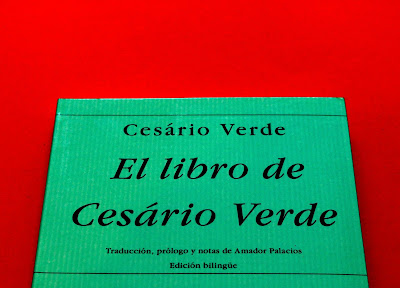 Cesário Verde
El libro de
Cesário Verde
Traducción, prólogo y notas de Amador Palacios
Edición bilingüe